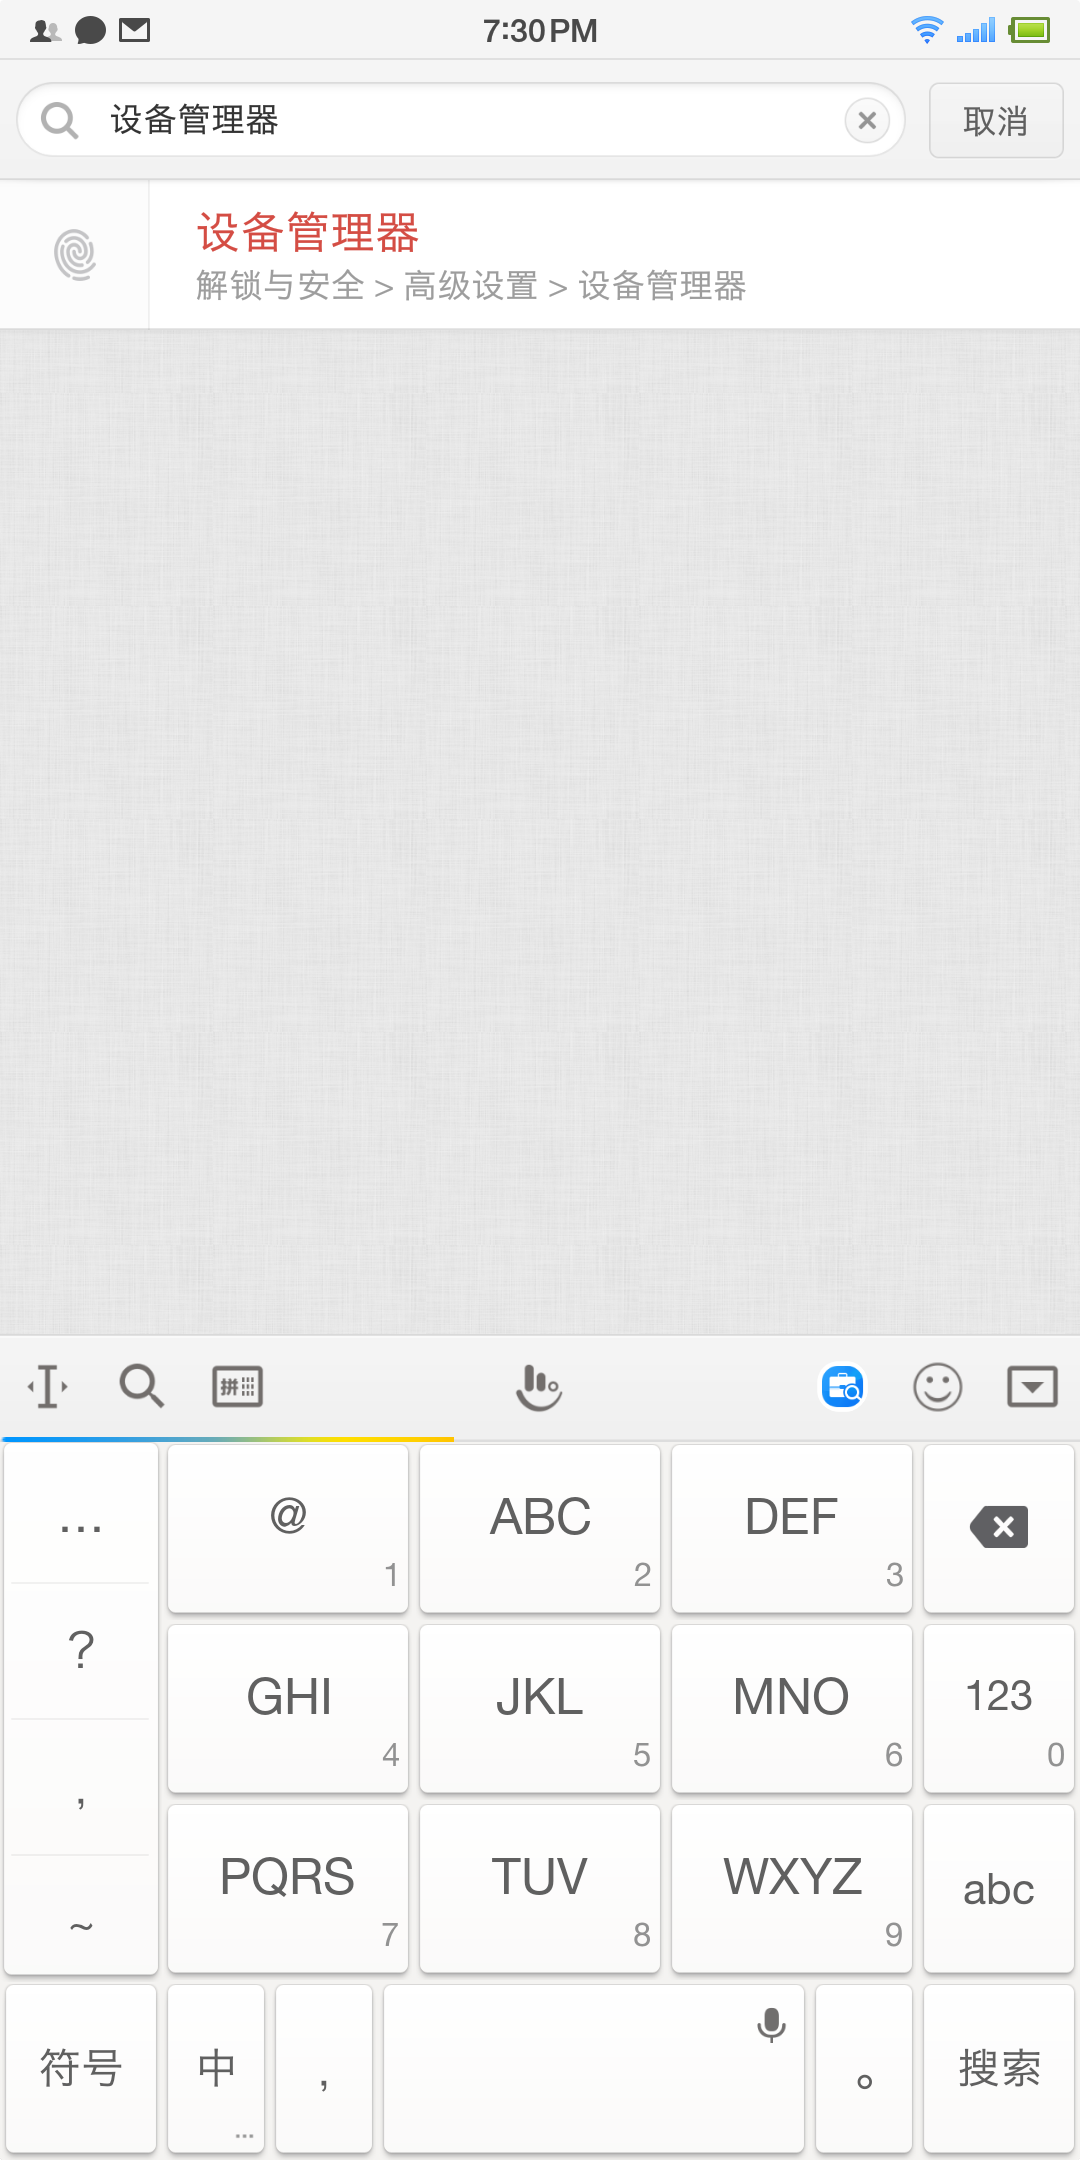 7:30 PM
设备管理器
取消
设备管理器
解锁与安全 > 高级设置 > 设备管理器
拼
...
?
,
~
@
1
ABC
2
DEF
3
GHI
4
JKL
5
MNO
6
123
0
PQRS
7
TUV
8
WXYZ
9
abc
符号
中
...
,
。
搜索